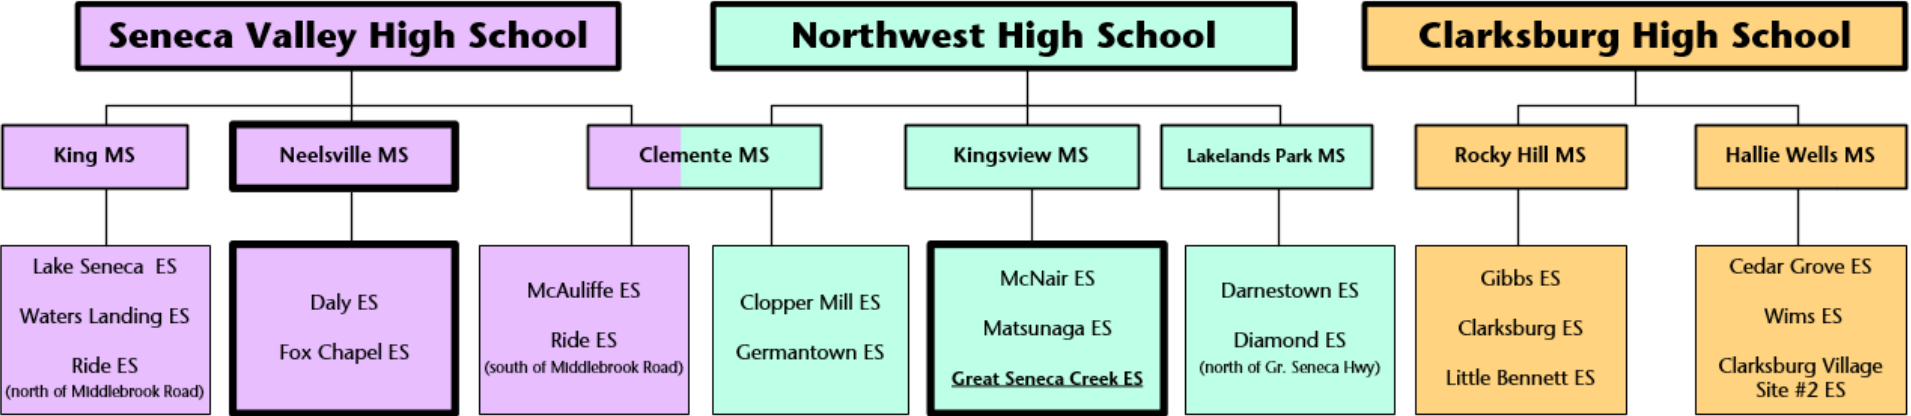 Seneca Valley High School
Northwest High School
Clarksburg High School
King MS
Neelsville MS
Clemente MS
Kingsview MS
Lakelands Park MS
Rocky Hill MS
Hallie Wells MS
Lake Seneca ES
Waters Landing ES
Ride ES
(north of Middlebrook Road)
Daly ES
Fox Chapel ES
McAuliffe ES
Ride ES
(south of Middlebrook Road)
Clopper Mill ES
Germantown ES
McNair ES
Matsunaga ES
Great Seneca Creek ES
Darnestown ES
Diamond ES
(north of Gr. Seneca Hwy)
Gibbs ES
Clarksburg ES
Little Bennett ES
Cedar Grove ES
Wims ES
Clarksburg Village
Site #2 ES